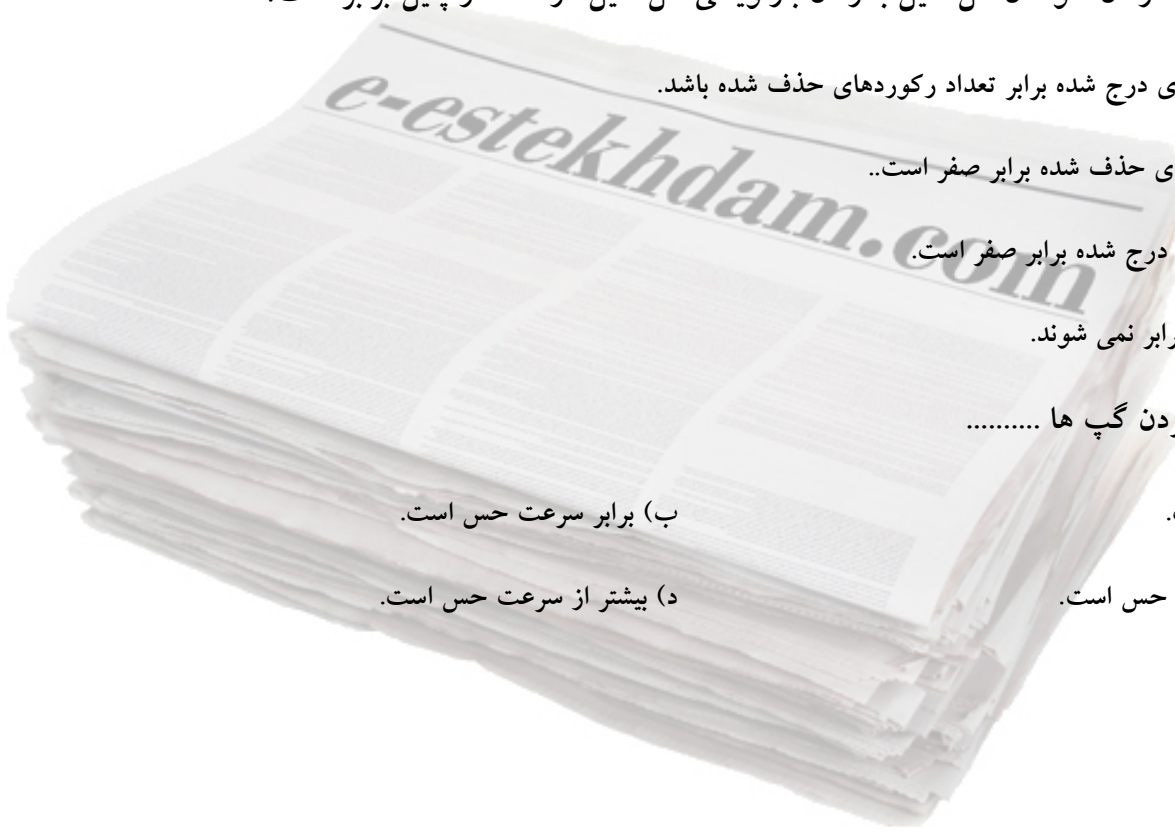 ی درج شده برابر تعداد رکوردهای حذف شده باشد.
e-estekhdam.com
ی حذف شده برابر صفر است..
درج شده برابر صفر است.
رابر نمی شوند.
ردن گپ ها ..........
ب) برابر سرعت حس است.
حس است.
د) بیشتر از سرعت حس است.